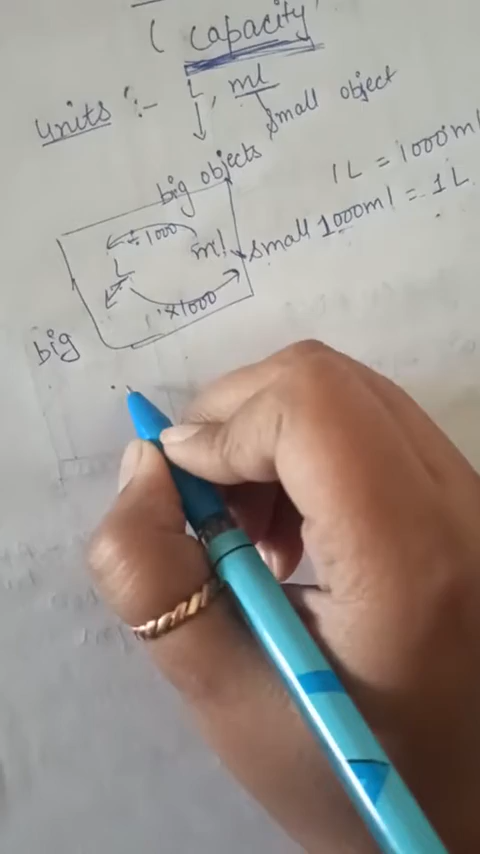 ( Capacity
Units :- L, ml
small object
big objects
1L = 1000ml
small 1000ml = 1L
÷1000
ml
L
×1000
big